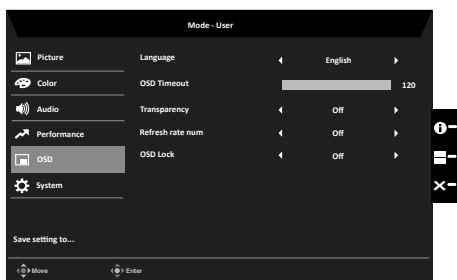 Mode - User
Picture
Language
English
Color
OSD Timeout
120
Audio
Transparency
Off
Performance
Refresh rate num
Off
OSD
OSD Lock
Off
System
Save setting to...
Move
Enter